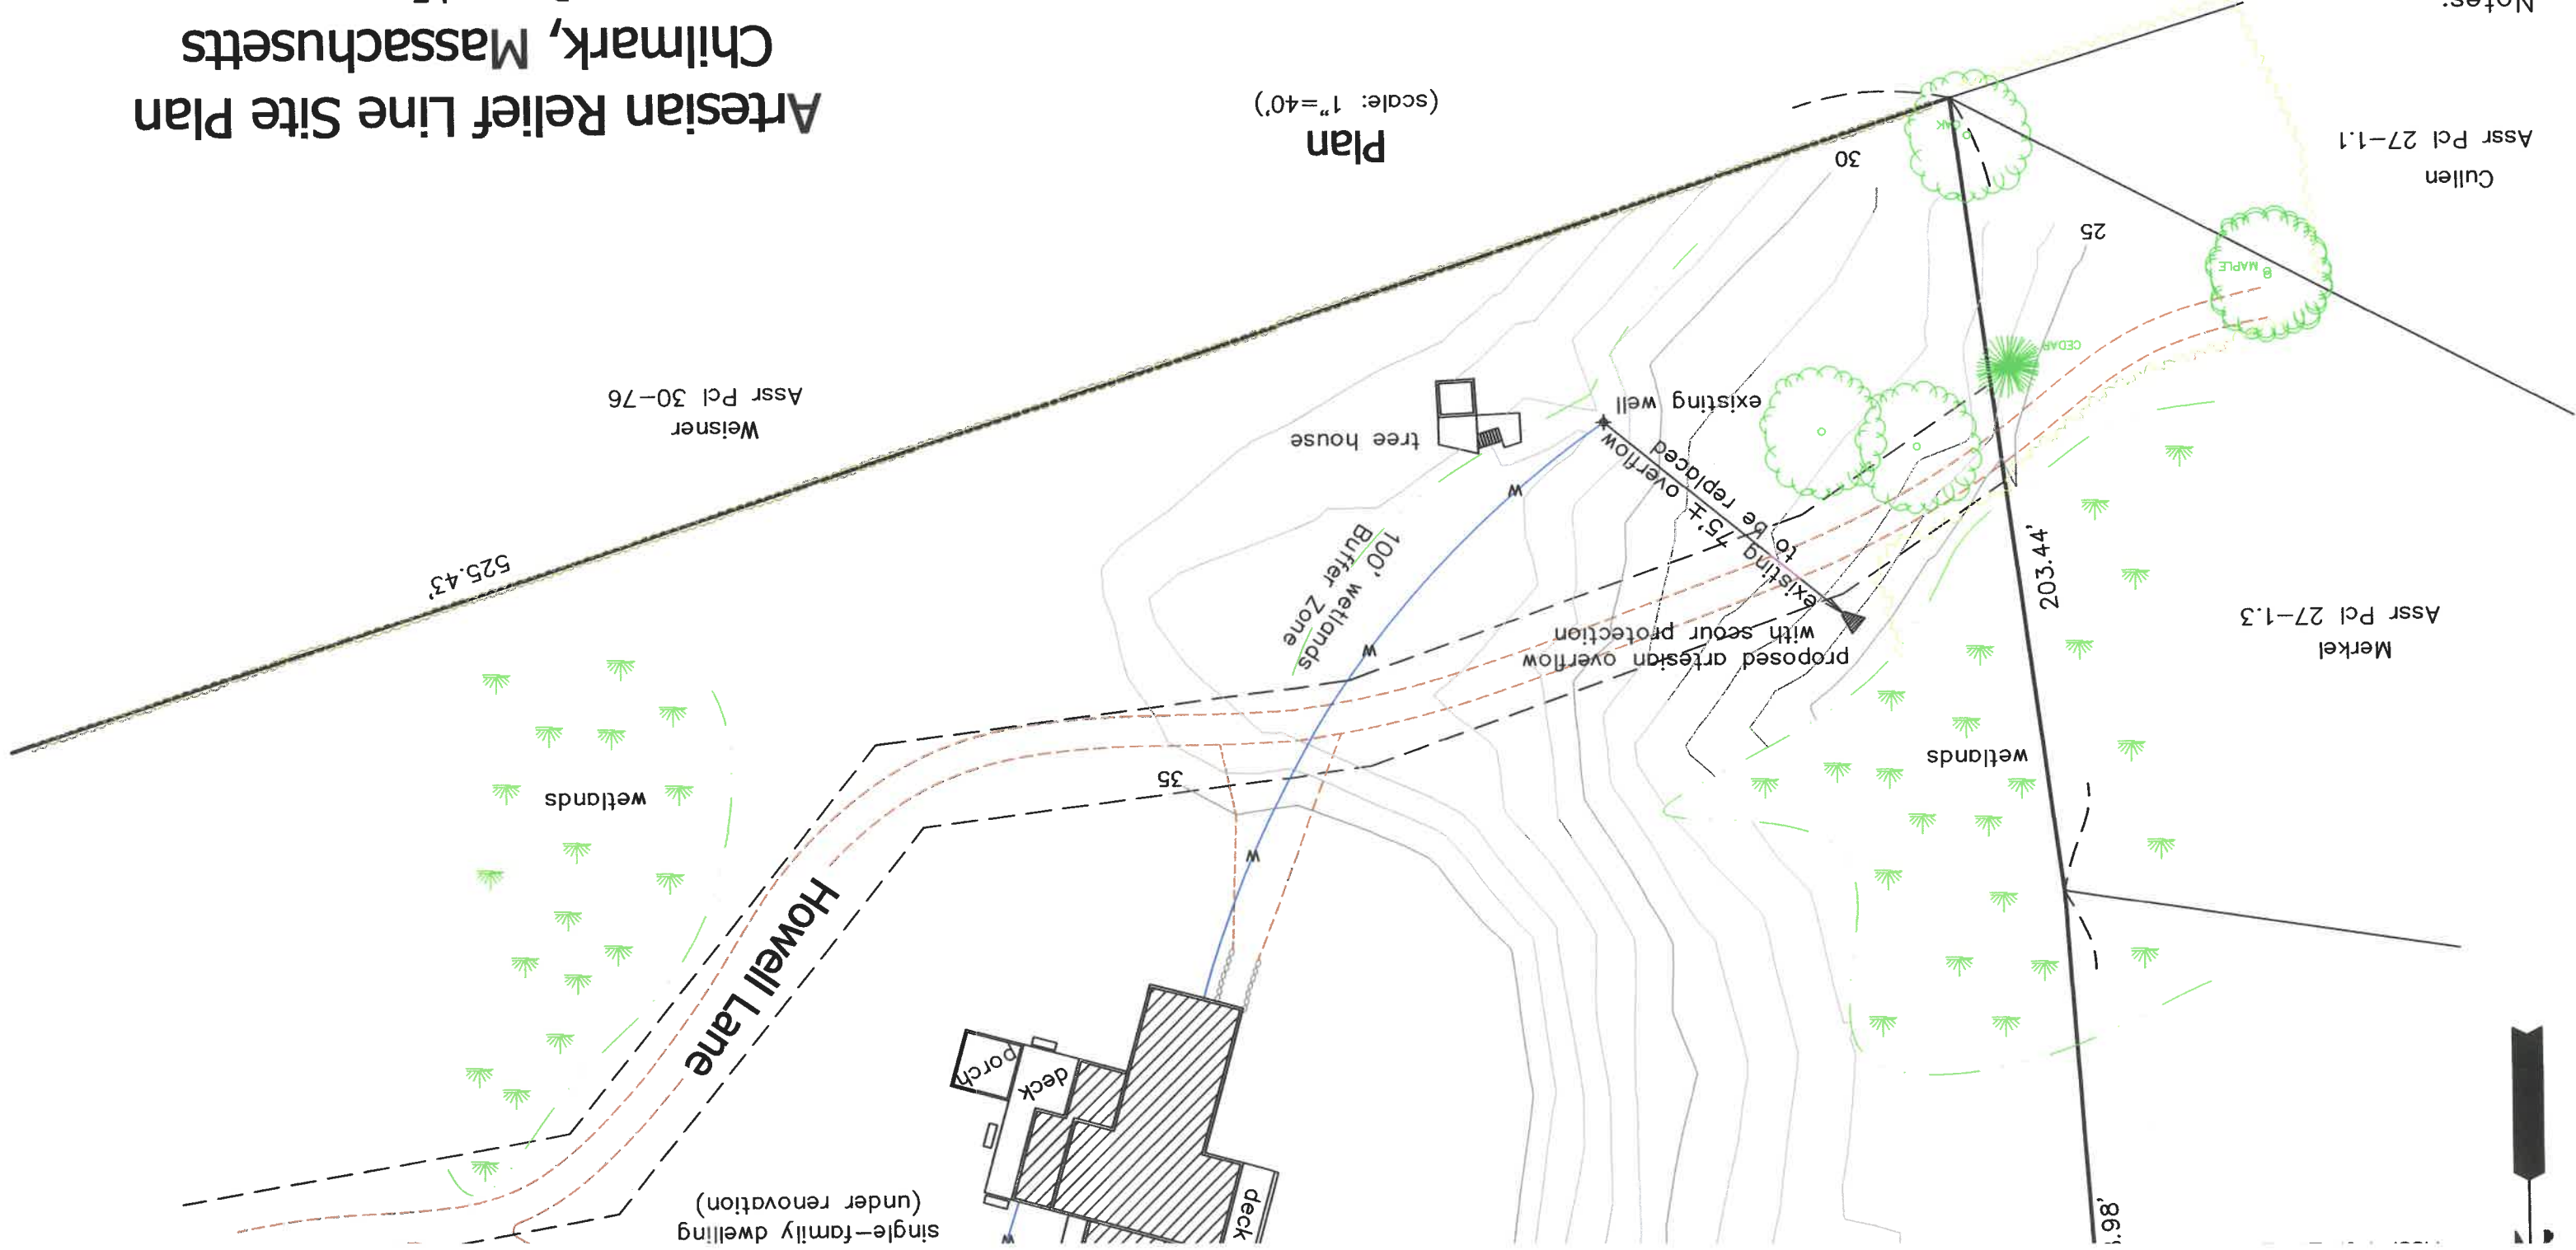 single-family dwelling
(under renovation)
deck
deck
porch
Howell Lane
35
wetlands
wetlands
203.44'
Merkel
Assr Pcl 27-1.3
proposed artesian overflow
with scour protection
existing 75'± overflow
to be replaced
100' wetlands
Buffer Zone
525.43'
tree house
existing well
W
W
W
W
CEDAR
MAPLE
OAK
25
30
Weisner
Assr Pcl 30-76
Cullen
Assr Pcl 27-1.1
Plan
(scale: 1"=40')
Artesian Relief Line Site Plan
Chilmark, Massachusetts
Notes: